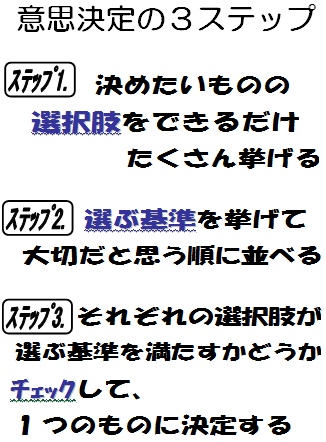 意思決定の３ステップ
ステップ1. 決めたいものの
選択肢をできるだけ
たくさん挙げる
ステップ2. 選ぶ基準を挙げて
大切だと思う順に並べる
ステップ3. それぞれの選択肢が
選ぶ基準を満たすかどうか
チェックして、
１つのものに決定する